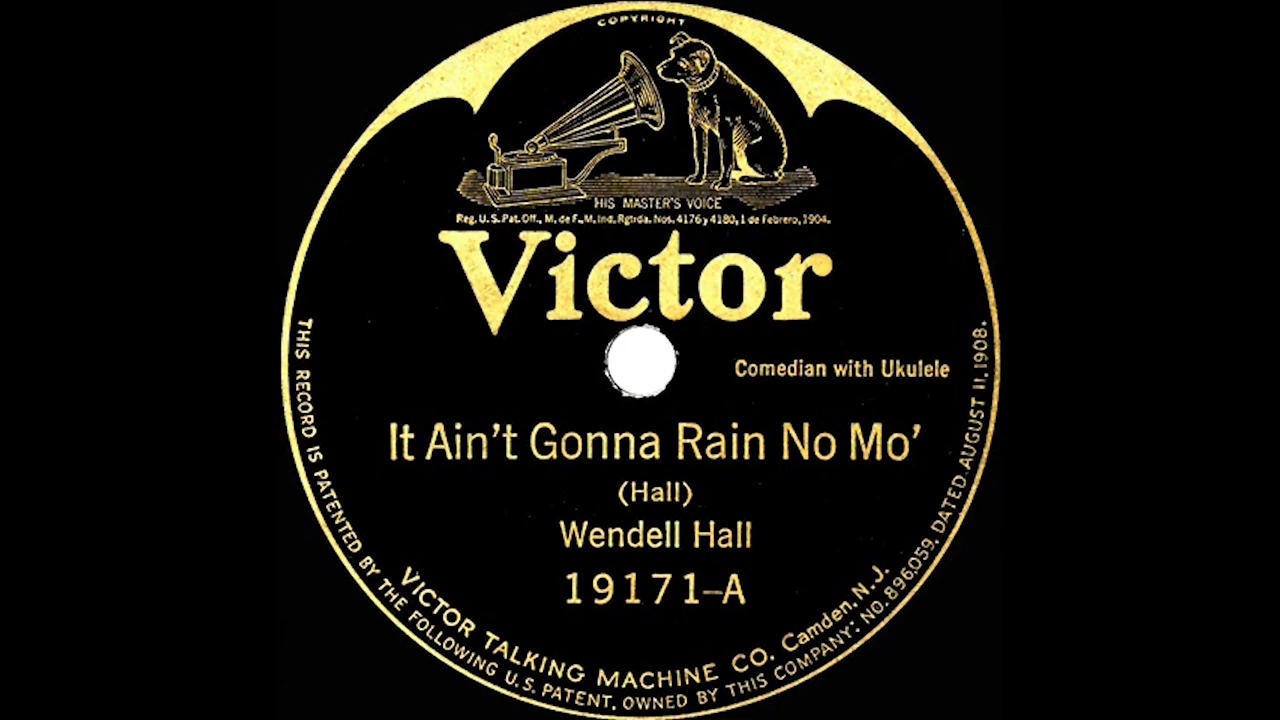 COPYRIGHT
HIS MASTER'S VOICE
Reg. U.S. Pat. Off., M. de F., M. Ind. Rgtrda. Nos. 4176 y 4180, 1 de Febrero, 1904.
Victor
Comedian with Ukulele
It Ain't Gonna Rain No Mo'
(Hall)
Wendell Hall
19171-A
VICTOR TALKING MACHINE CO. Camden, N.J.
THIS RECORD IS PATENTED BY THE FOLLOWING U.S. PATENT, OWNED BY THIS COMPANY: NO. 896,059, DATED AUGUST 11, 1908.